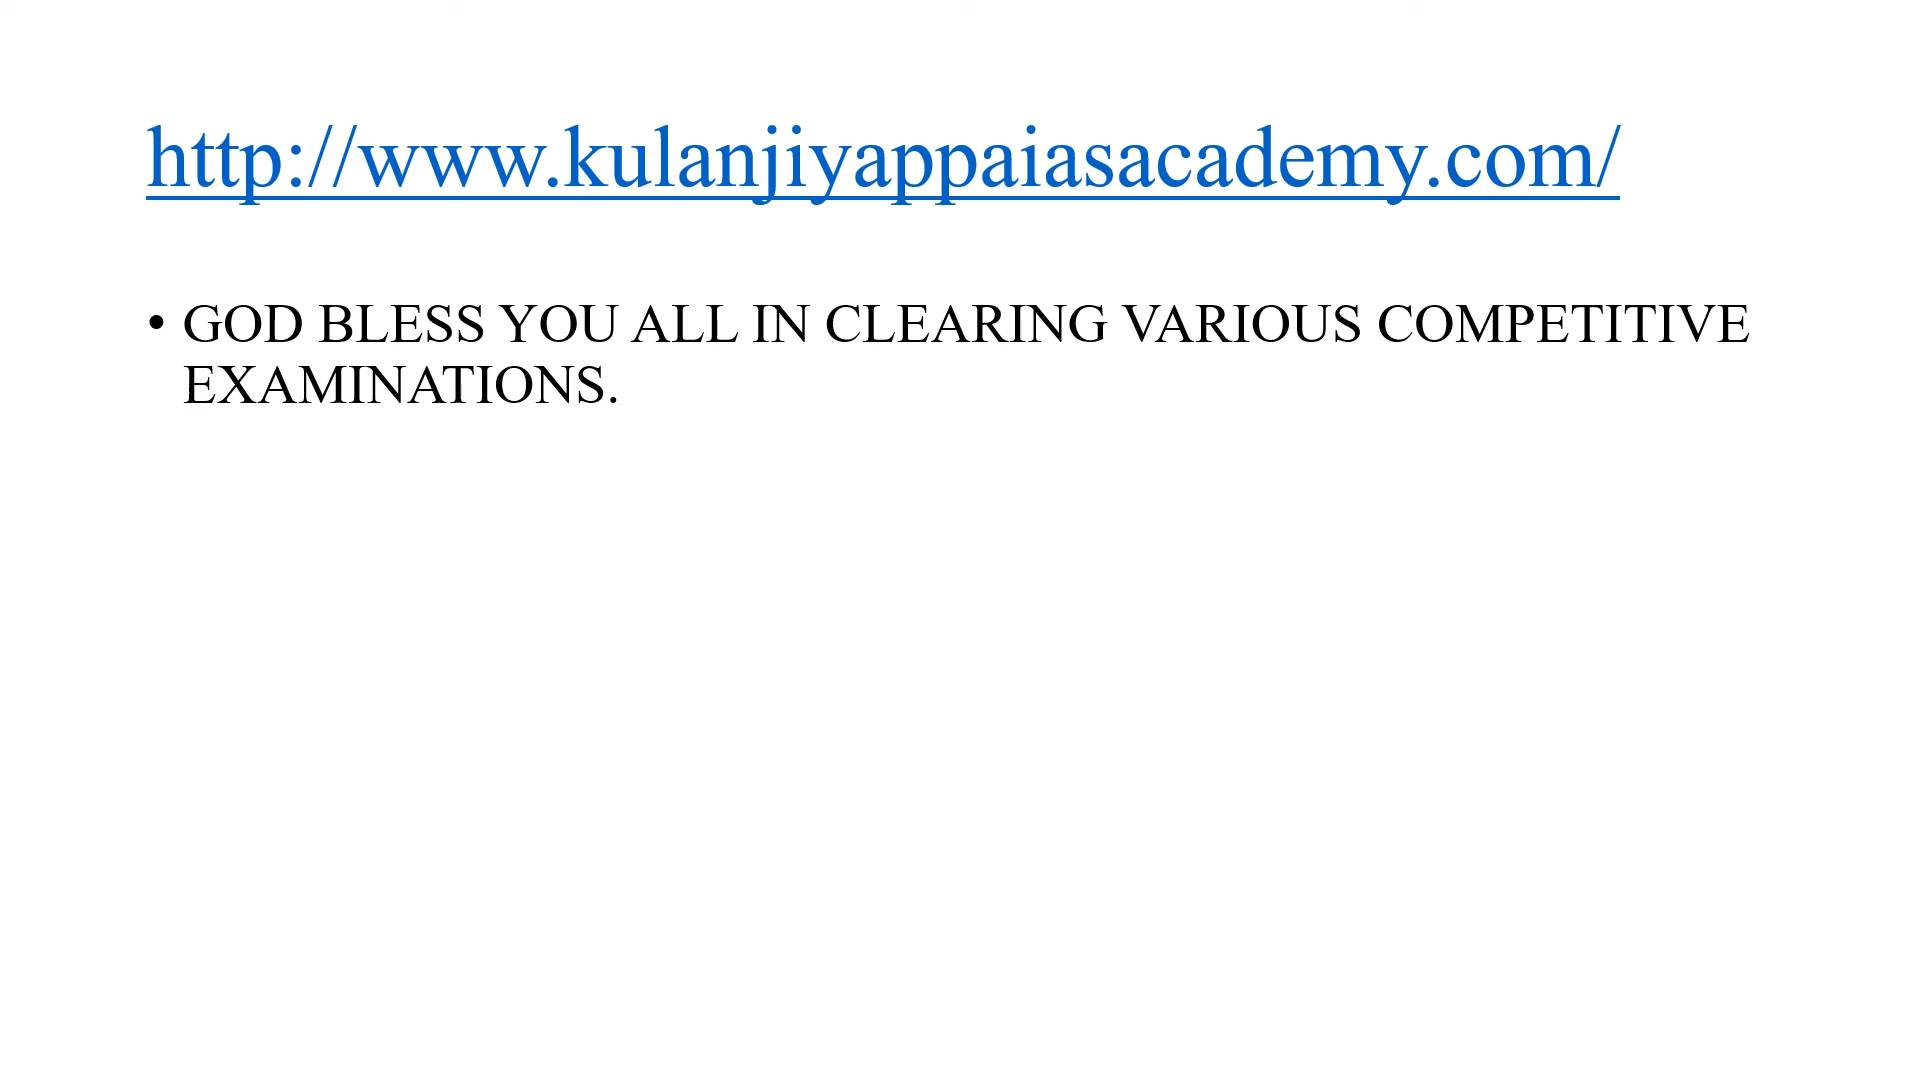 http://www.kulanjiyappaiasacademy.com/
• GOD BLESS YOU ALL IN CLEARING VARIOUS COMPETITIVE
EXAMINATIONS.